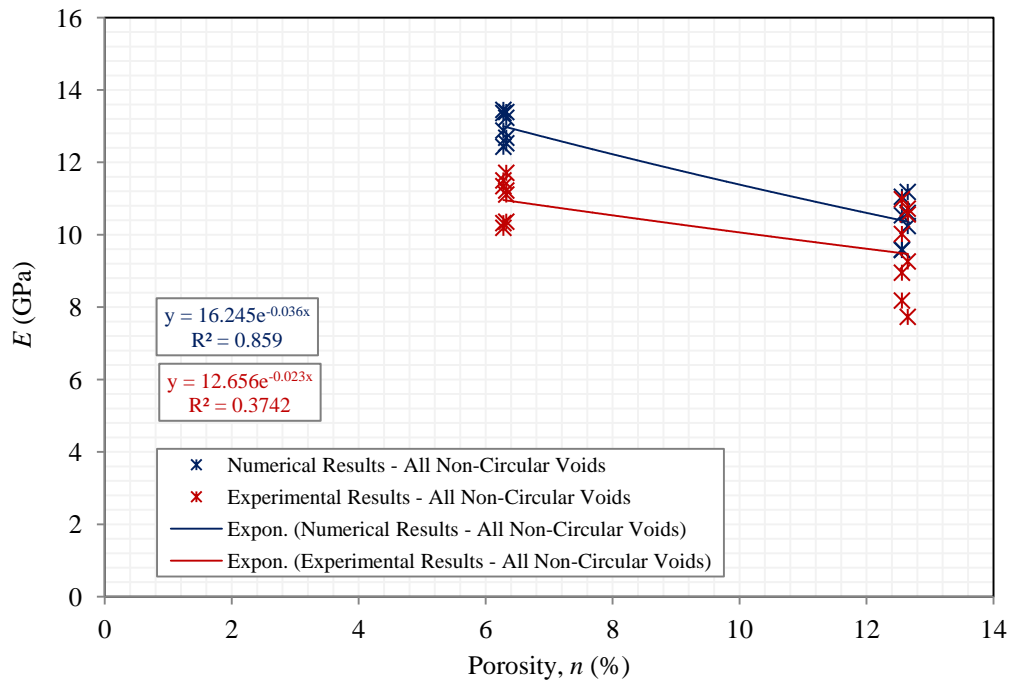 16
14
12
10
8
6
4
2
0
E (GPa)
y = 16.245e^-0.036x
R² = 0.859
y = 12.656e^-0.023x
R² = 0.3742
Numerical Results - All Non-Circular Voids
Experimental Results - All Non-Circular Voids
Expon. (Numerical Results - All Non-Circular Voids)
Expon. (Experimental Results - All Non-Circular Voids)
0 2 4 6 8 10 12 14
Porosity, n (%)